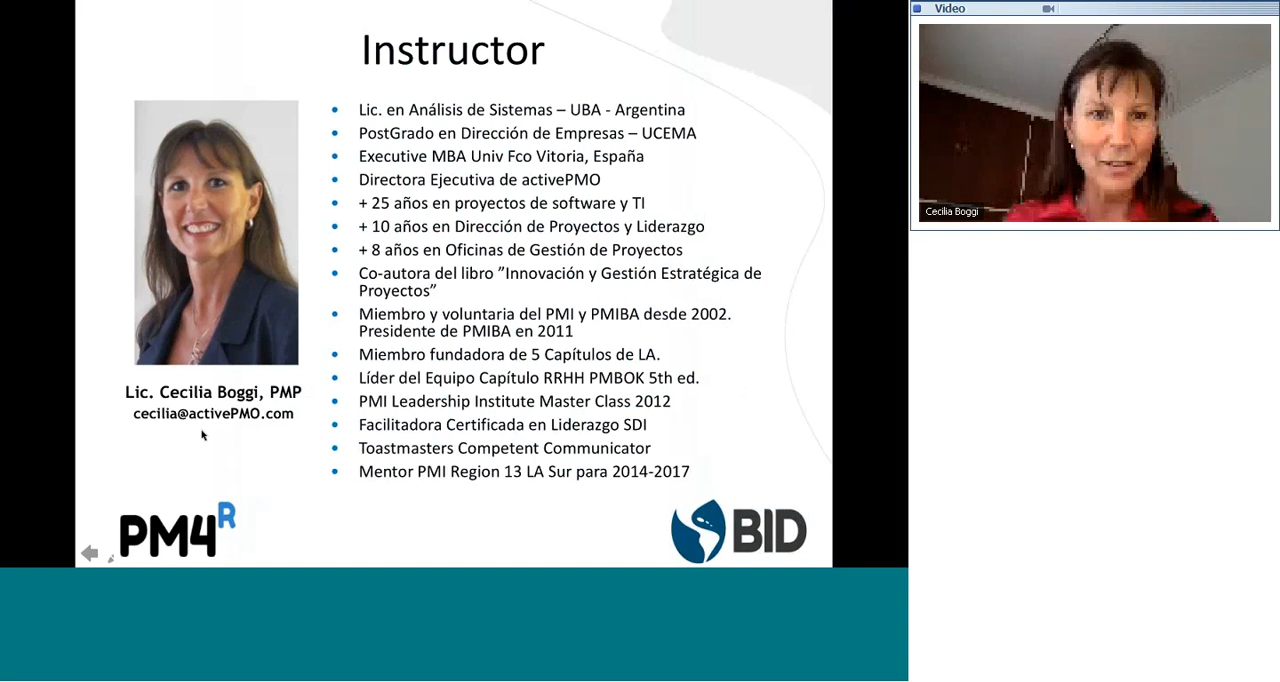 Instructor
• Lic. en Análisis de Sistemas – UBA - Argentina
• PostGrado en Dirección de Empresas – UCEMA
• Executive MBA Univ Fco Vitoria, España
• Directora Ejecutiva de activePMO
• + 25 años en proyectos de software y TI
• + 10 años en Dirección de Proyectos y Liderazgo
• + 8 años en Oficinas de Gestión de Proyectos
• Co-autora del libro ”Innovación y Gestión Estratégica de
Proyectos”
• Miembro y voluntaria del PMI y PMIBA desde 2002.
Presidente de PMIBA en 2011
• Miembro fundadora de 5 Capítulos de LA.
• Líder del Equipo Capítulo RRHH PMBOK 5th ed.
• PMI Leadership Institute Master Class 2012
• Facilitadora Certificada en Liderazgo SDI
• Toastmasters Competent Communicator
• Mentor PMI Region 13 LA Sur para 2014-2017
Lic. Cecilia Boggi, PMP
cecilia@activePMO.com
PM4R
BID
Video
Cecilia Boggi